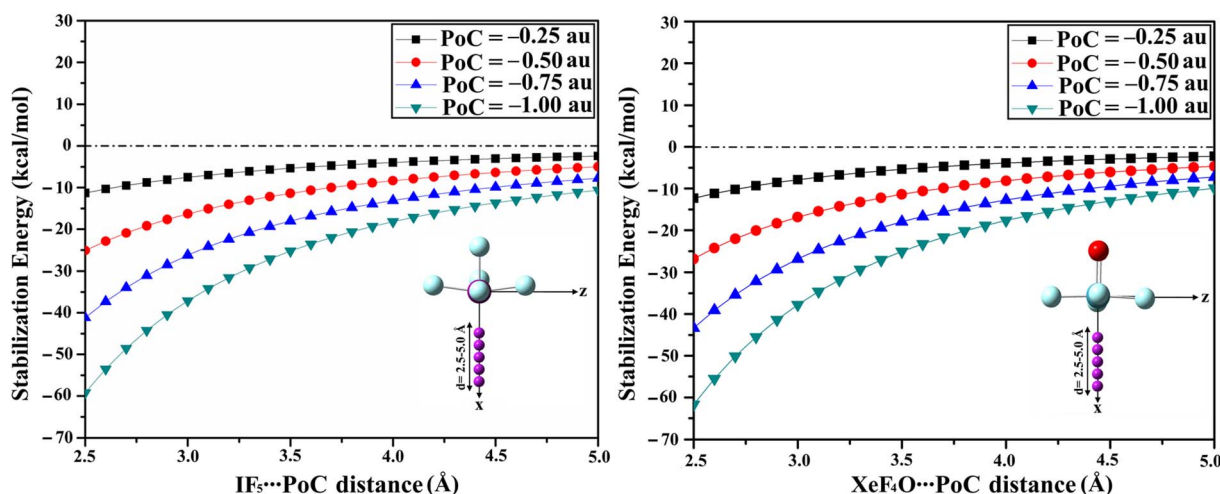 30
20
10
0
−10
−20
−30
−40
−50
−60
−70
Stabilization Energy (kcal/mol)
PoC = −0.25 au
PoC = −0.50 au
PoC = −0.75 au
PoC = −1.00 au
z
d= 2.5-5.0 Å
x
2.5 3.0 3.5 4.0 4.5 5.0
IF₅···PoC distance (Å)
30
20
10
0
−10
−20
−30
−40
−50
−60
−70
Stabilization Energy (kcal/mol)
PoC = −0.25 au
PoC = −0.50 au
PoC = −0.75 au
PoC = −1.00 au
z
d= 2.5-5.0 Å
x
2.5 3.0 3.5 4.0 4.5 5.0
XeF₄O···PoC distance (Å)